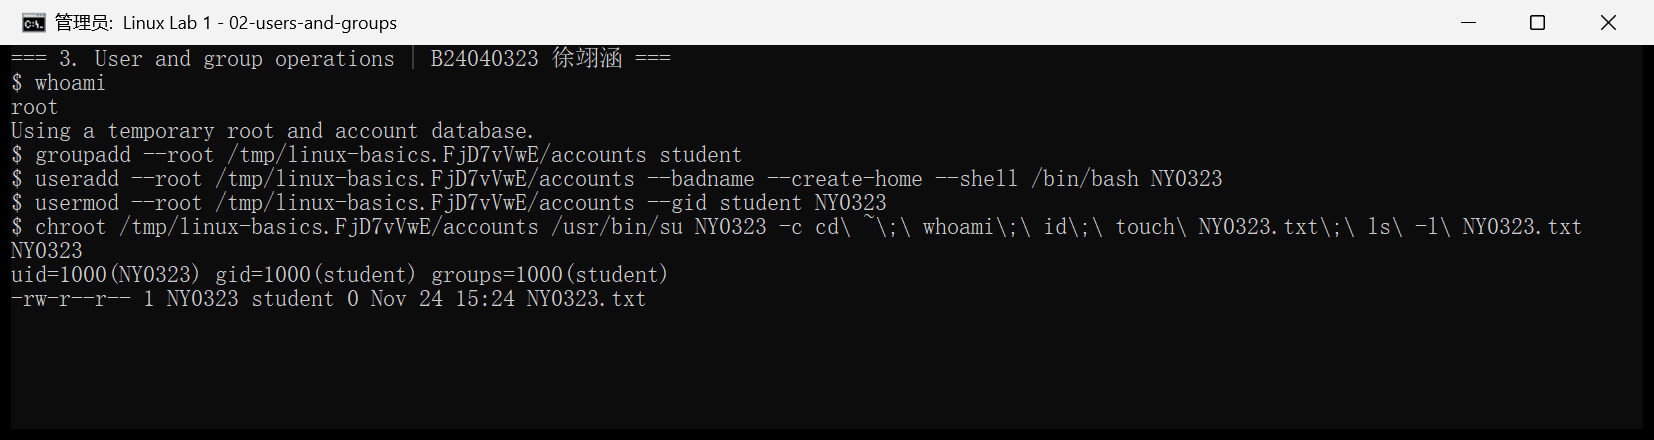 管理员: Linux Lab 1 - 02-users-and-groups
=== 3. User and group operations | B24040323 徐翊涵 ===
$ whoami
root
Using a temporary root and account database.
$ groupadd --root /tmp/linux-basics.FjD7vVwE/accounts student
$ useradd --root /tmp/linux-basics.FjD7vVwE/accounts --badname --create-home --shell /bin/bash NY0323
$ usermod --root /tmp/linux-basics.FjD7vVwE/accounts --gid student NY0323
$ chroot /tmp/linux-basics.FjD7vVwE/accounts /usr/bin/su NY0323 -c cd\ ~\;\ whoami\;\ id\;\ touch\ NY0323.txt\;\ ls\ -l\ NY0323.txt
NY0323
uid=1000(NY0323) gid=1000(student) groups=1000(student)
-rw-r--r-- 1 NY0323 student 0 Nov 24 15:24 NY0323.txt